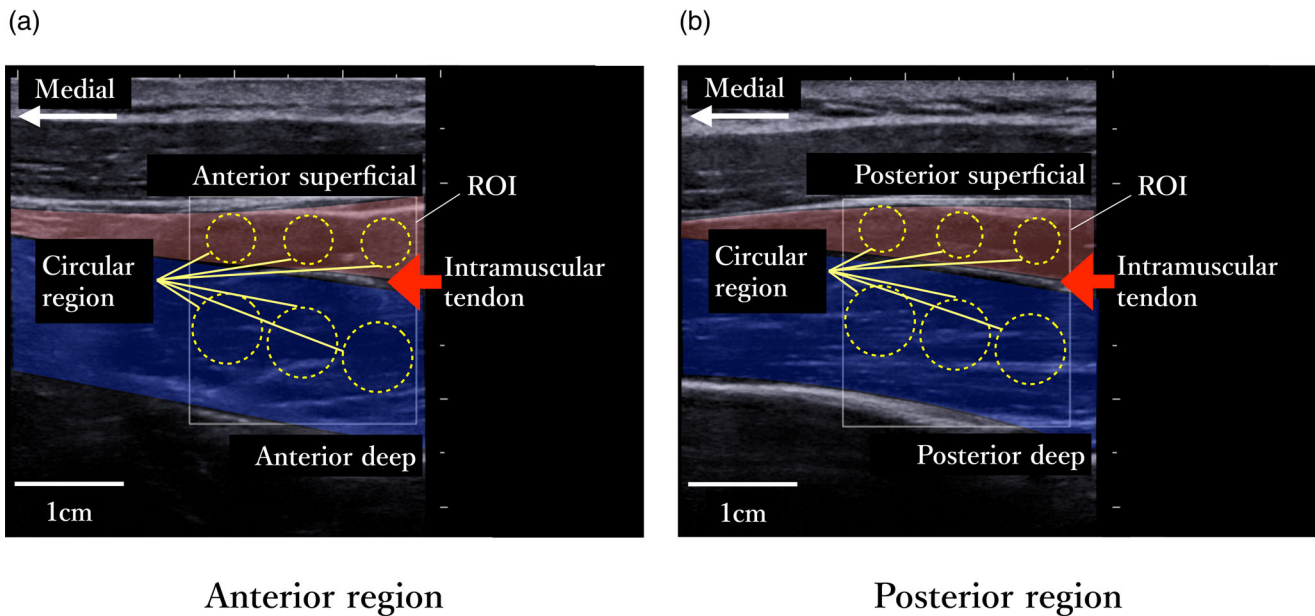 (a)
Medial
Anterior superficial
ROI
Circular
region
Intramuscular
tendon
Anterior deep
1cm
Anterior region
(b)
Medial
Posterior superficial
ROI
Circular
region
Intramuscular
tendon
Posterior deep
1cm
Posterior region